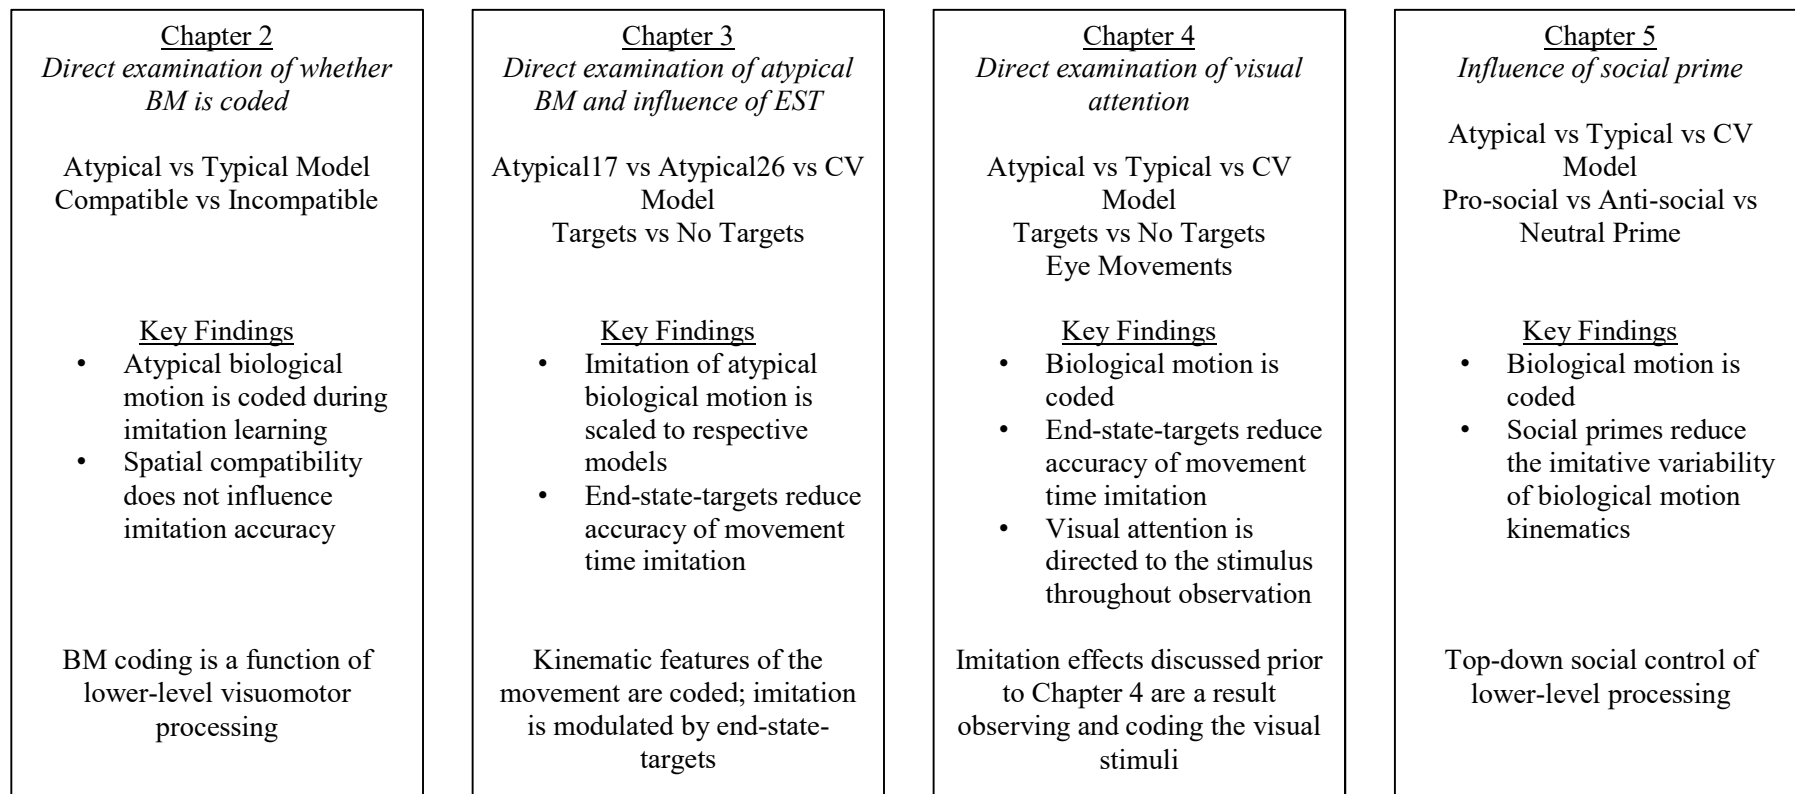 Chapter 2
Direct examination of whether
BM is coded
Atypical vs Typical Model
Compatible vs Incompatible
Key Findings
• Atypical biological
motion is coded during
imitation learning
• Spatial compatibility
does not influence
imitation accuracy
BM coding is a function of
lower-level visuomotor
processing
Chapter 3
Direct examination of atypical
BM and influence of EST
Atypical17 vs Atypical26 vs CV
Model
Targets vs No Targets
Key Findings
• Imitation of atypical
biological motion is
scaled to respective
models
• End-state-targets reduce
accuracy of movement
time imitation
Kinematic features of the
movement are coded; imitation
is modulated by end-state-
targets
Chapter 4
Direct examination of visual
attention
Atypical vs Typical vs CV
Model
Targets vs No Targets
Eye Movements
Key Findings
• Biological motion is
coded
• End-state-targets reduce
accuracy of movement
time imitation
• Visual attention is
directed to the stimulus
throughout observation
Imitation effects discussed prior
to Chapter 4 are a result
observing and coding the visual
stimuli
Chapter 5
Influence of social prime
Atypical vs Typical vs CV
Model
Pro-social vs Anti-social vs
Neutral Prime
Key Findings
• Biological motion is
coded
• Social primes reduce
the imitative variability
of biological motion
kinematics
Top-down social control of
lower-level processing